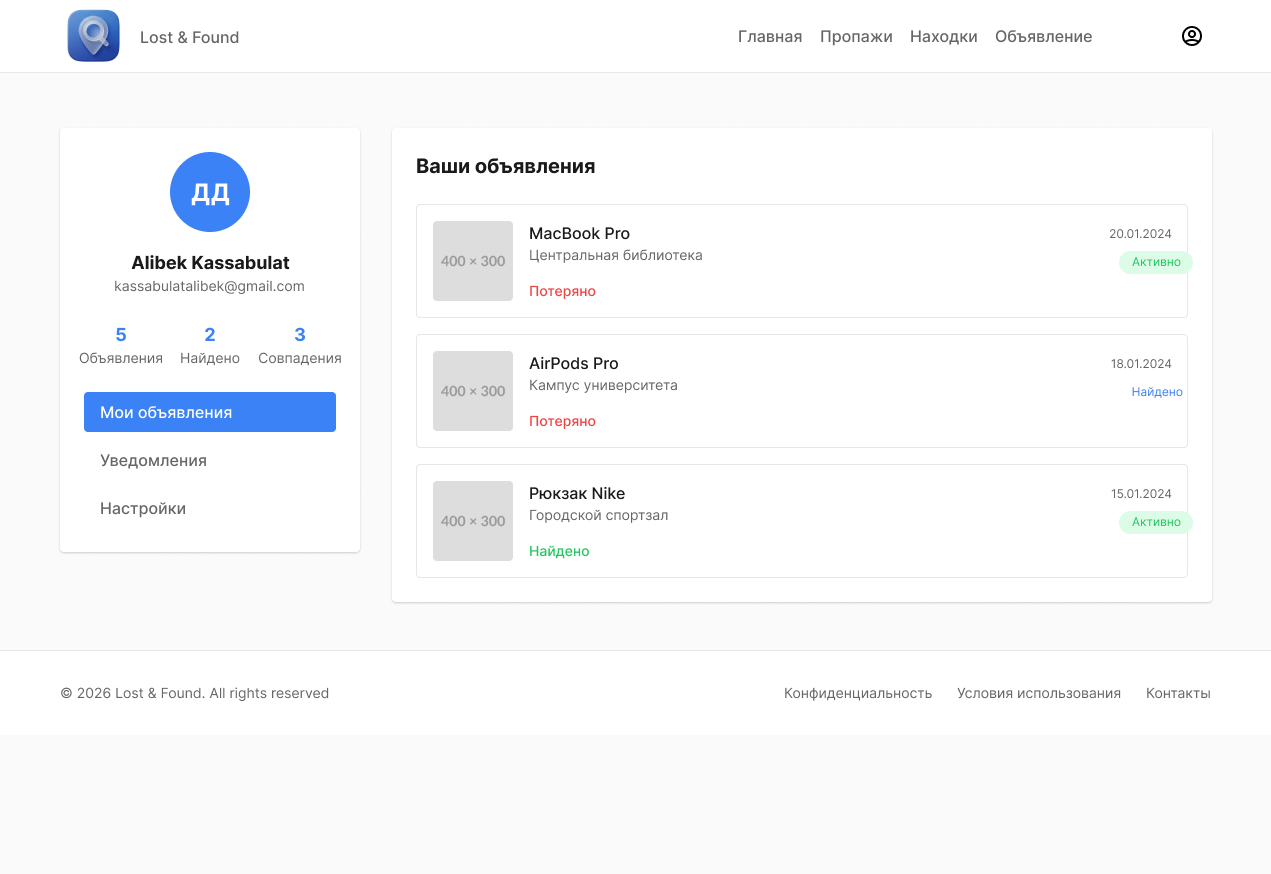 Lost & Found
Главная Пропажи Находки Объявление
ДД
Alibek Kassabulat
kassabulatalibek@gmail.com
5 2 3
Объявления Найдено Совпадения
Мои объявления
Уведомления
Настройки
Ваши объявления
400 × 300
MacBook Pro
Центральная библиотека
Потеряно
20.01.2024
Активно
400 × 300
AirPods Pro
Кампус университета
Потеряно
18.01.2024
Найдено
400 × 300
Рюкзак Nike
Городской спортзал
Найдено
15.01.2024
Активно
© 2026 Lost & Found. All rights reserved
Конфиденциальность Условия использования Контакты